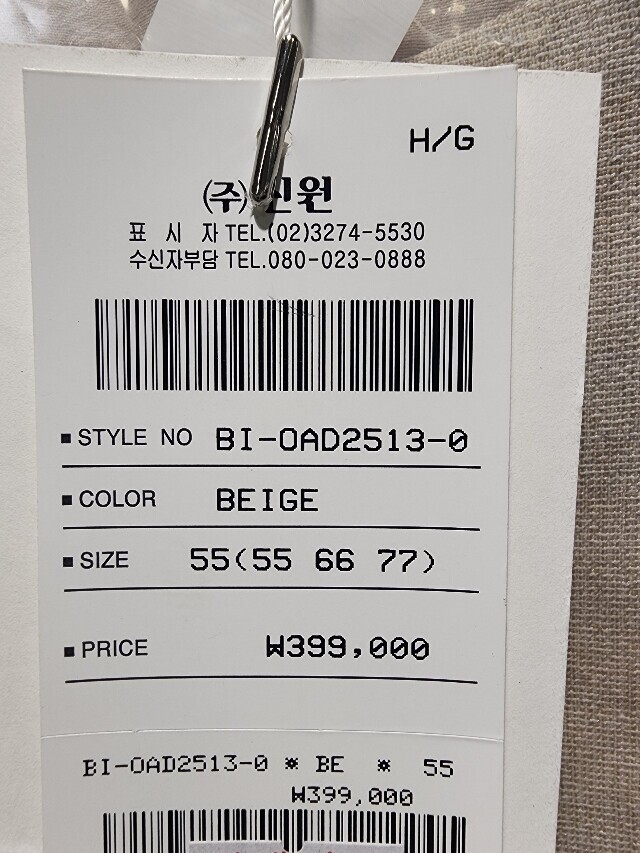 H/G
(주)신원
표 시 자 TEL.(02)3274-5530
수신자부담 TEL.080-023-0888
■ STYLE NO BI-OAD2513-0
■ COLOR BEIGE
■ SIZE 55(55 66 77)
■ PRICE ₩399,000
BI-OAD2513-0 * BE * 55
₩399,000